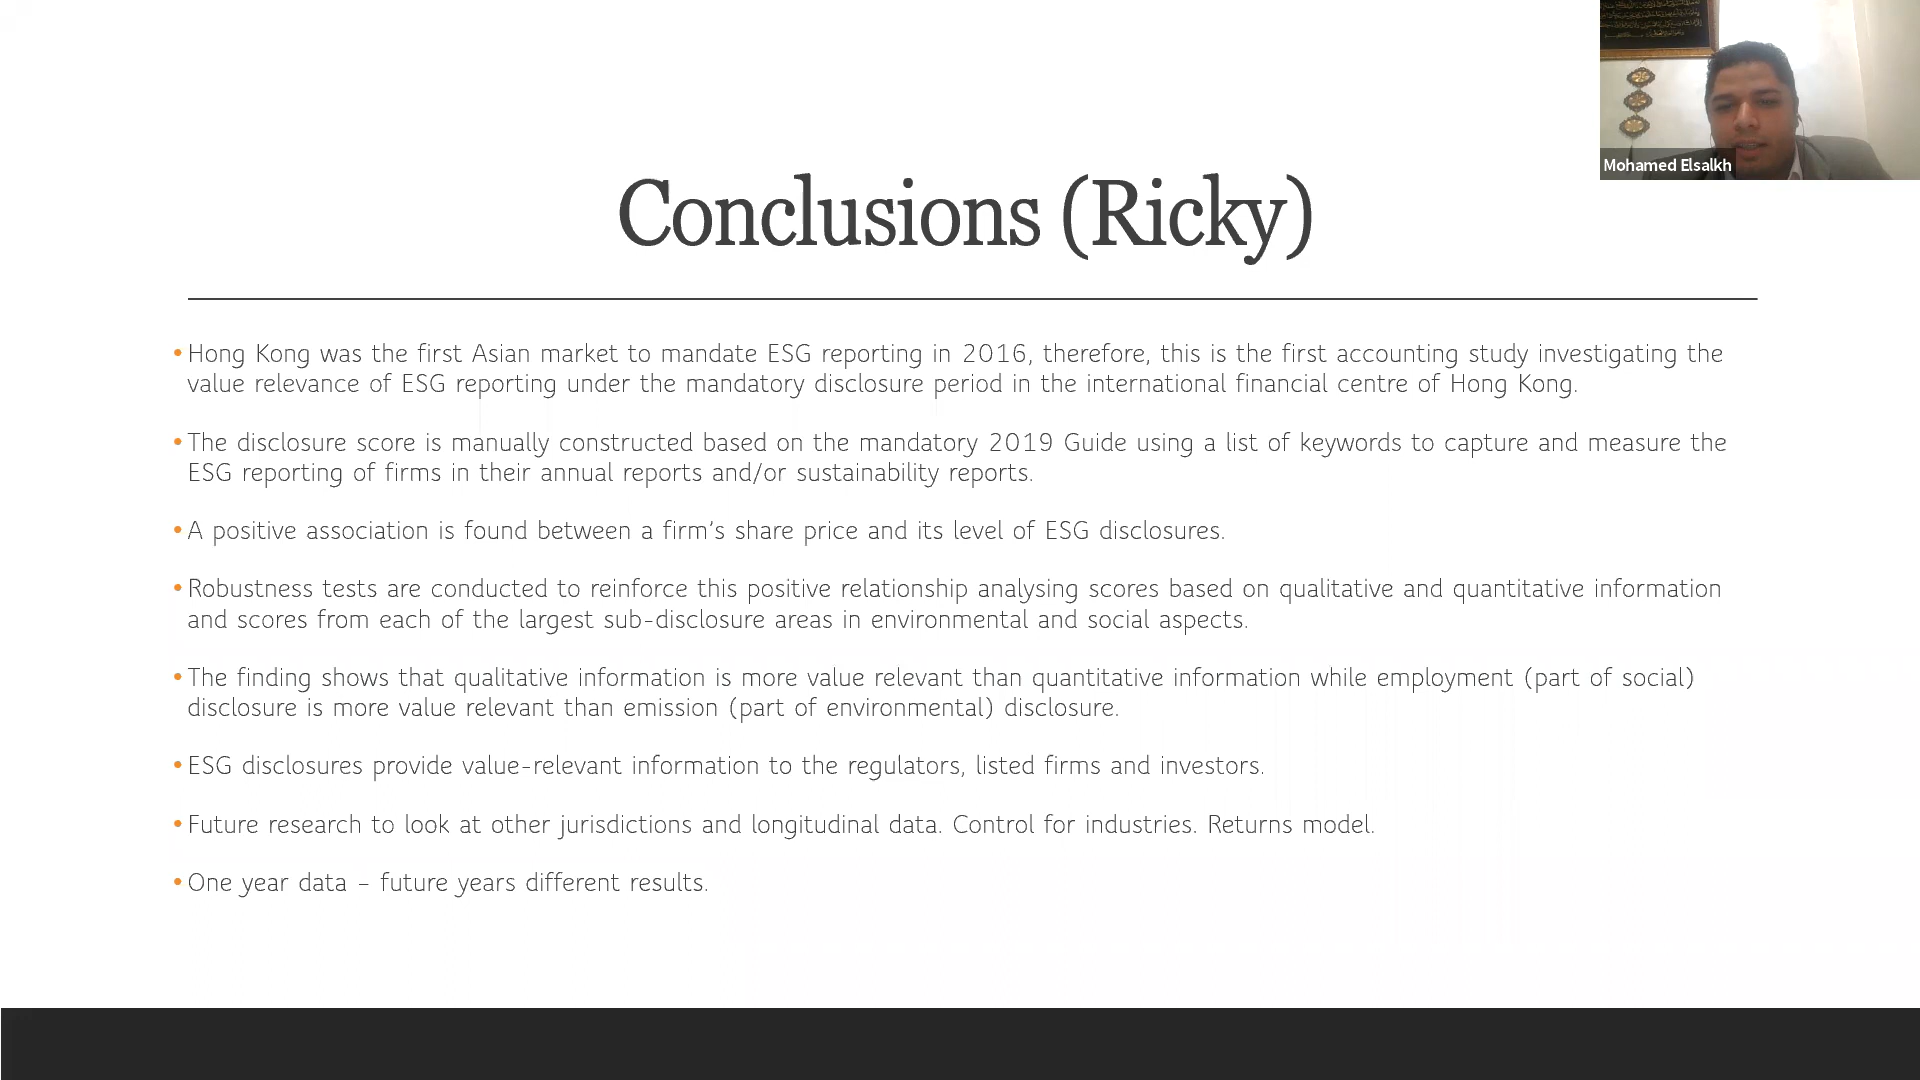 Mohamed Elsalkh
Conclusions (Ricky)
•Hong Kong was the first Asian market to mandate ESG reporting in 2016, therefore, this is the first accounting study investigating the
value relevance of ESG reporting under the mandatory disclosure period in the international financial centre of Hong Kong.
•The disclosure score is manually constructed based on the mandatory 2019 Guide using a list of keywords to capture and measure the
ESG reporting of firms in their annual reports and/or sustainability reports.
•A positive association is found between a firm’s share price and its level of ESG disclosures.
•Robustness tests are conducted to reinforce this positive relationship analysing scores based on qualitative and quantitative information
and scores from each of the largest sub-disclosure areas in environmental and social aspects.
•The finding shows that qualitative information is more value relevant than quantitative information while employment (part of social)
disclosure is more value relevant than emission (part of environmental) disclosure.
•ESG disclosures provide value-relevant information to the regulators, listed firms and investors.
•Future research to look at other jurisdictions and longitudinal data. Control for industries. Returns model.
•One year data – future years different results.